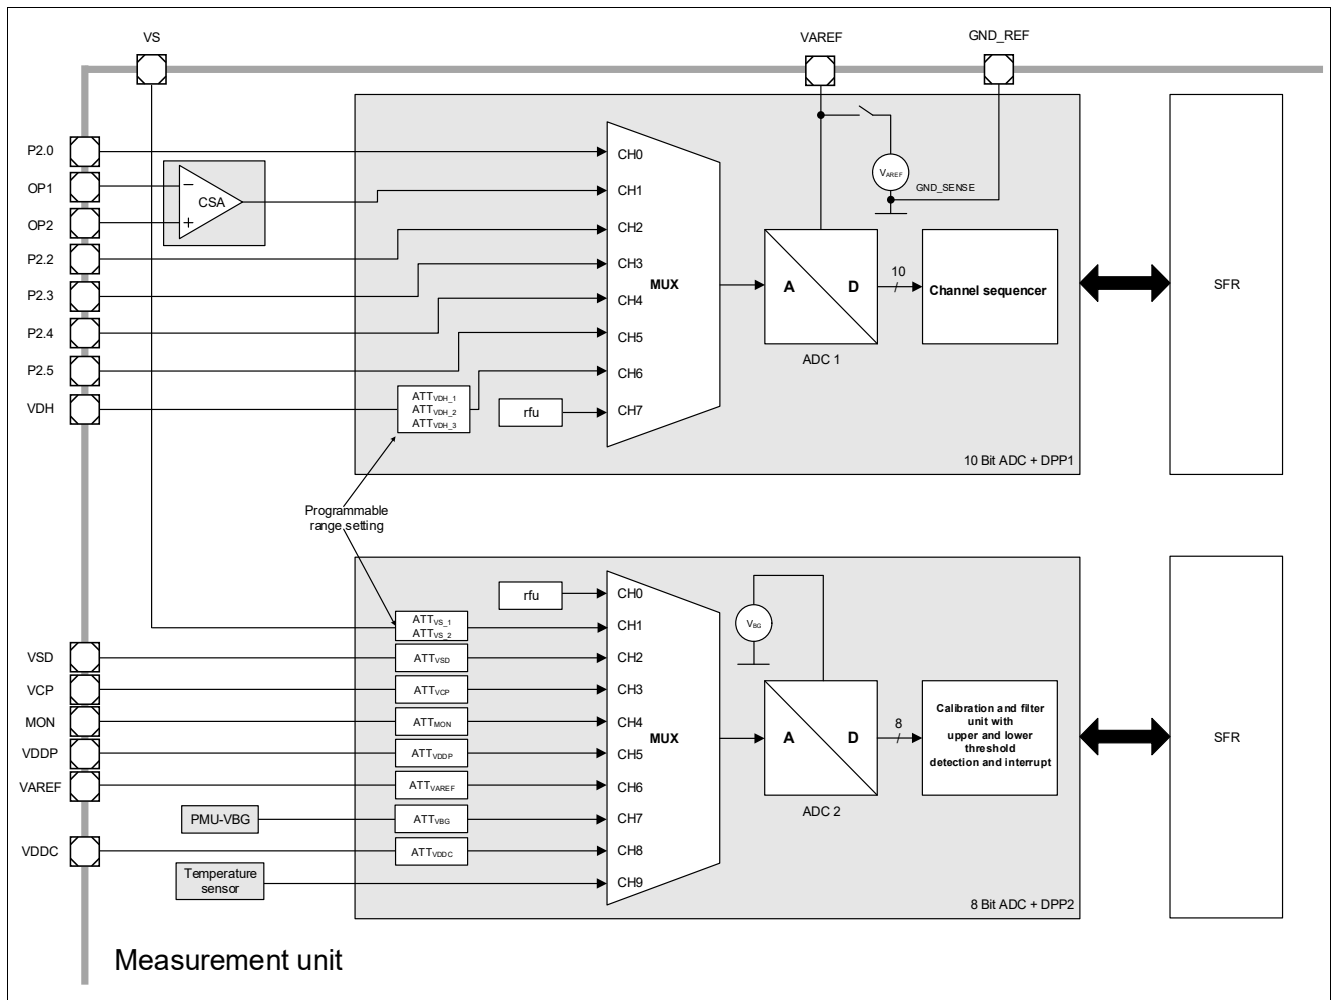 VS
VAREF
GND_REF
P2.0
OP1
OP2
P2.2
P2.3
P2.4
P2.5
VDH
−
CSA
+
ATTVDH_1
ATTVDH_2
ATTVDH_3
rfu
CH0
CH1
CH2
CH3
CH4
CH5
CH6
CH7
MUX
VAREF
GND_SENSE
A
D
ADC 1
10
Channel sequencer
10 Bit ADC + DPP1
SFR
Programmable
range setting
VSD
VCP
MON
VDDP
VAREF
VDDC
PMU-VBG
Temperature
sensor
rfu
ATTVS_1
ATTVS_2
ATTVSD
ATTVCP
ATTMON
ATTVDDP
ATTVAREF
ATTVBG
ATTVDDC
CH0
CH1
CH2
CH3
CH4
CH5
CH6
CH7
CH8
CH9
MUX
VBG
A
D
ADC 2
8
Calibration and filter
unit with
upper and lower
threshold
detection and interrupt
8 Bit ADC + DPP2
SFR
Measurement unit